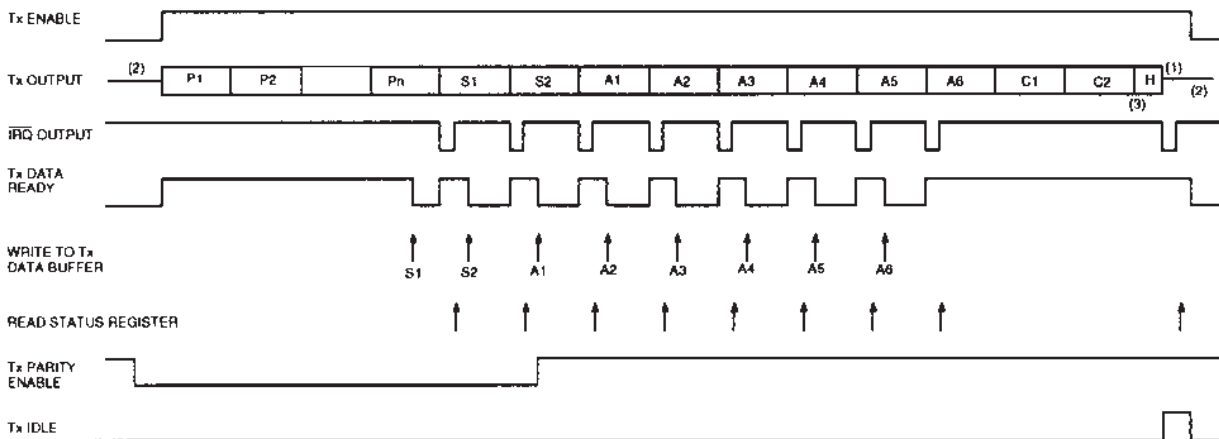 Tx ENABLE
(2)
Tx OUTPUT
P1 P2 Pn S1 S2 A1 A2 A3 A4 A5 A6 C1 C2 H
(1)
(3)
(2)
IRQ OUTPUT
Tx DATA
READY
WRITE TO Tx
DATA BUFFER
S1 S2 A1 A2 A3 A4 A5 A6
READ STATUS REGISTER
Tx PARITY
ENABLE
Tx IDLE